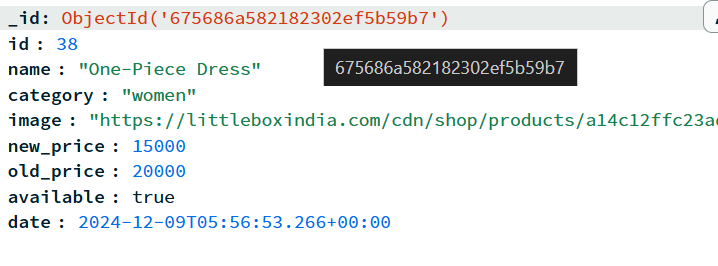 _id: ObjectId('675686a582182302ef5b59b7')
id : 38
name : "One-Piece Dress"
675686a582182302ef5b59b7
category : "women"
image : "https://littleboxindia.com/cdn/shop/products/a14c12ffc23a
new_price : 15000
old_price : 20000
available : true
date : 2024-12-09T05:56:53.266+00:00